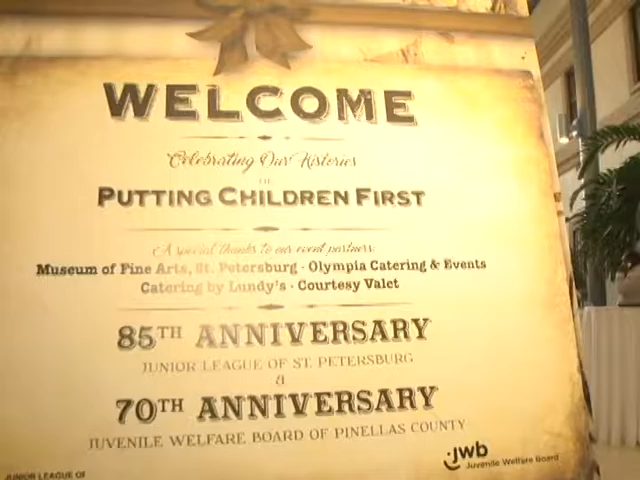 WELCOME
Celebrating Our Histories
OF
PUTTING CHILDREN FIRST
A special thanks to our event partners:
Museum of Fine Arts, St. Petersburg · Olympia Catering & Events
Catering by Lundy's · Courtesy Valet
85TH ANNIVERSARY
JUNIOR LEAGUE OF ST. PETERSBURG
&
70TH ANNIVERSARY
JUVENILE WELFARE BOARD OF PINELLAS COUNTY
jwb
Juvenile Welfare Board
JUNIOR LEAGUE OF